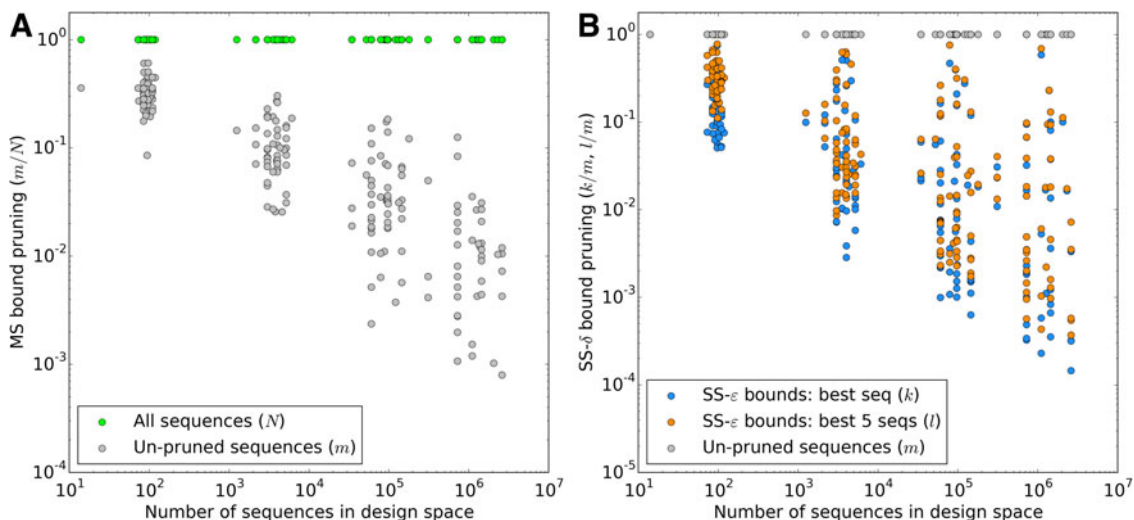 A
MS bound pruning (m/N)
10^0
10^-1
10^-2
10^-3
10^-4
All sequences (N)
Un-pruned sequences (m)
10^1 10^2 10^3 10^4 10^5 10^6 10^7
Number of sequences in design space
B
SS-δ bound pruning (k/m, l/m)
10^0
10^-1
10^-2
10^-3
10^-4
10^-5
SS-ε bounds: best seq (k)
SS-ε bounds: best 5 seqs (l)
Un-pruned sequences (m)
10^1 10^2 10^3 10^4 10^5 10^6 10^7
Number of sequences in design space